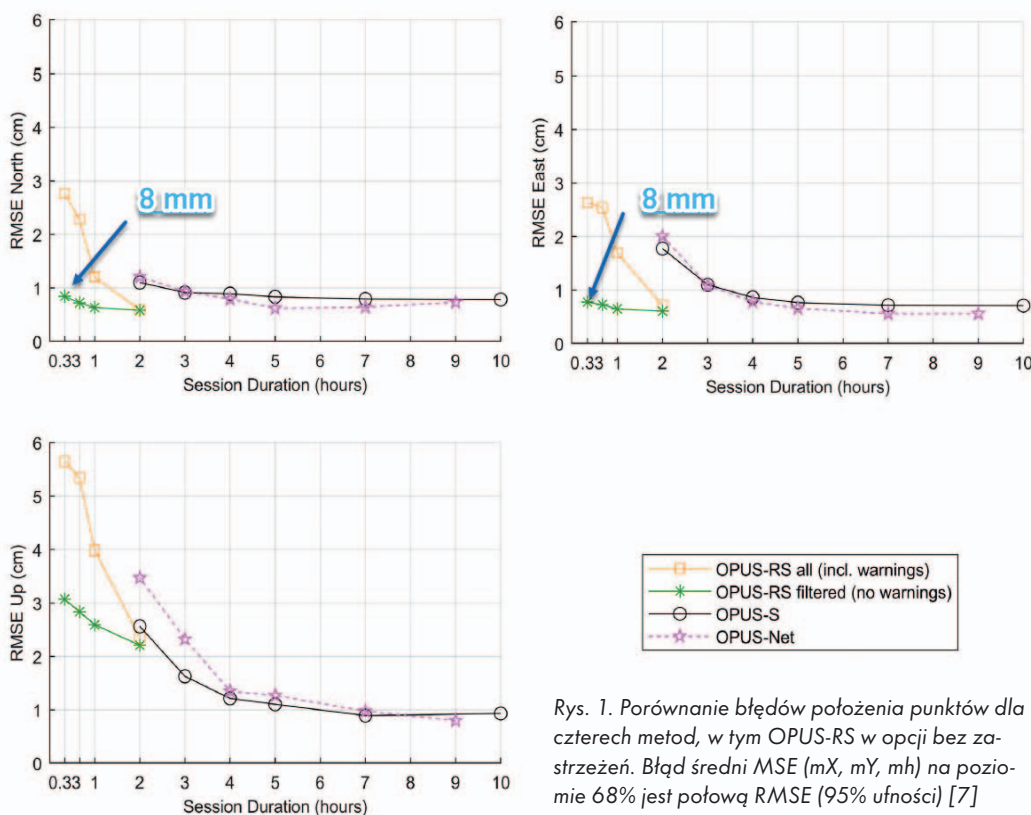 6
5
4
3
2
1
0
RMSE North (cm)
8 mm
0.33 1 2 3 4 5 6 7 8 9 10
Session Duration (hours)
6
5
4
3
2
1
0
RMSE East (cm)
8 mm
0.33 1 2 3 4 5 6 7 8 9 10
Session Duration (hours)
6
5
4
3
2
1
0
RMSE Up (cm)
0.33 1 2 3 4 5 6 7 8 9 10
Session Duration (hours)
OPUS-RS all (incl. warnings)
OPUS-RS filtered (no warnings)
OPUS-S
OPUS-Net
Rys. 1. Porównanie błędów położenia punktów dla
czterech metod, w tym OPUS-RS w opcji bez za-
strzeżeń. Błąd średni MSE (mX, mY, mh) na pozio-
mie 68% jest połową RMSE (95% ufności) [7]